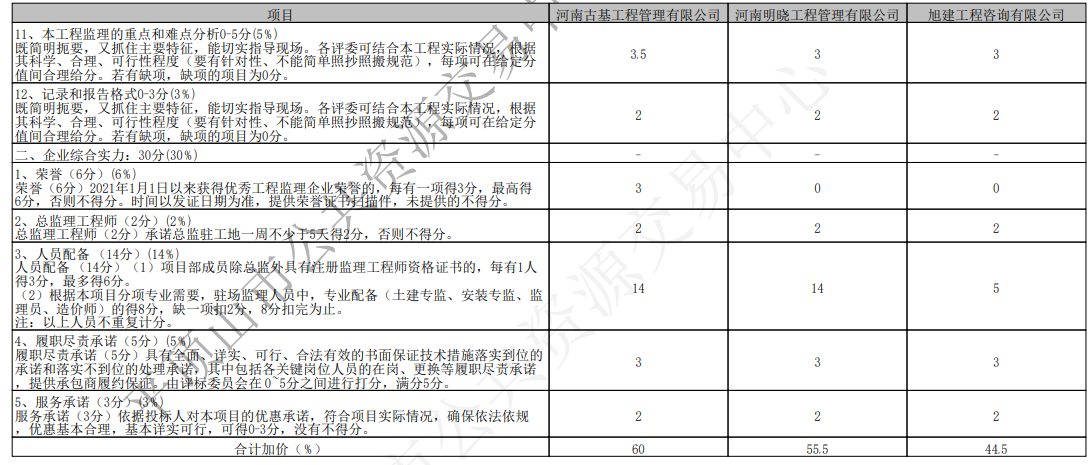 项目 河南古基工程管理有限公司 河南明晓工程管理有限公司 旭建工程咨询有限公司
11、本工程监理的重点和难点分析0-5分(5%)
既简明扼要，又抓住主要特征，能切实指导现场。各评委可结合本工程实际情况，根据
其科学、合理、可行性程度（要有针对性、不能简单照抄照搬规范），每项可在给定分
值间合理给分。若有缺项，缺项的项目为0分。
3.5 3 3
12、记录和报告格式0-3分(3%)
既简明扼要，又抓住主要特征，能切实指导现场。各评委可结合本工程实际情况，根据
其科学、合理、可行性程度（要有针对性、不能简单照抄照搬规范），每项可在给定分
值间合理给分。若有缺项，缺项的项目为0分。
2 2 2
二、企业综合实力：30分(30%) - - -
1、荣誉（6分）(6%)
荣誉（6分）2021年1月1日以来获得优秀工程监理企业荣誉的，每有一项得3分，最高得
6分，否则不得分。时间以发证日期为准，提供荣誉证书扫描件，未提供的不得分。
3 0 0
2、总监理工程师（2分）(2%)
总监理工程师（2分）承诺总监驻工地一周不少于5天得2分，否则不得分。
2 2 2
3、人员配备（14分）(14%)
人员配备（14分）（1）项目部成员除总监外具有注册监理工程师资格证书的，每有1人
得3分，最多得6分。
（2）根据本项目分项专业需要，驻场监理人员中，专业配备（土建专监、安装专监、监
理员、造价师）的得8分，缺一项扣2分，8分扣完为止。
注：以上人员不重复计分。
14 14 5
4、履职尽责承诺（5分）(5%)
履职尽责承诺（5分）具有全面、详实、可行、合法有效的书面保证技术措施落实到位的
承诺和落实不到位的处理承诺，其中包括各关键岗位人员的在岗、更换等履职尽责承诺
，提供承包商履约保证。由评标委员会在0~5分之间进行打分，满分5分。
3 3 3
5、服务承诺（3分）(3%)
服务承诺（3分）依据投标人对本项目的优惠承诺，符合项目实际情况，确保依法依规
，优惠基本合理，基本详实可行，可得0-3分，没有不得分。
2 2 2
合计加价（%） 60 55.5 44.5
平顶山市公共资源交易中心
公共资源交易中心